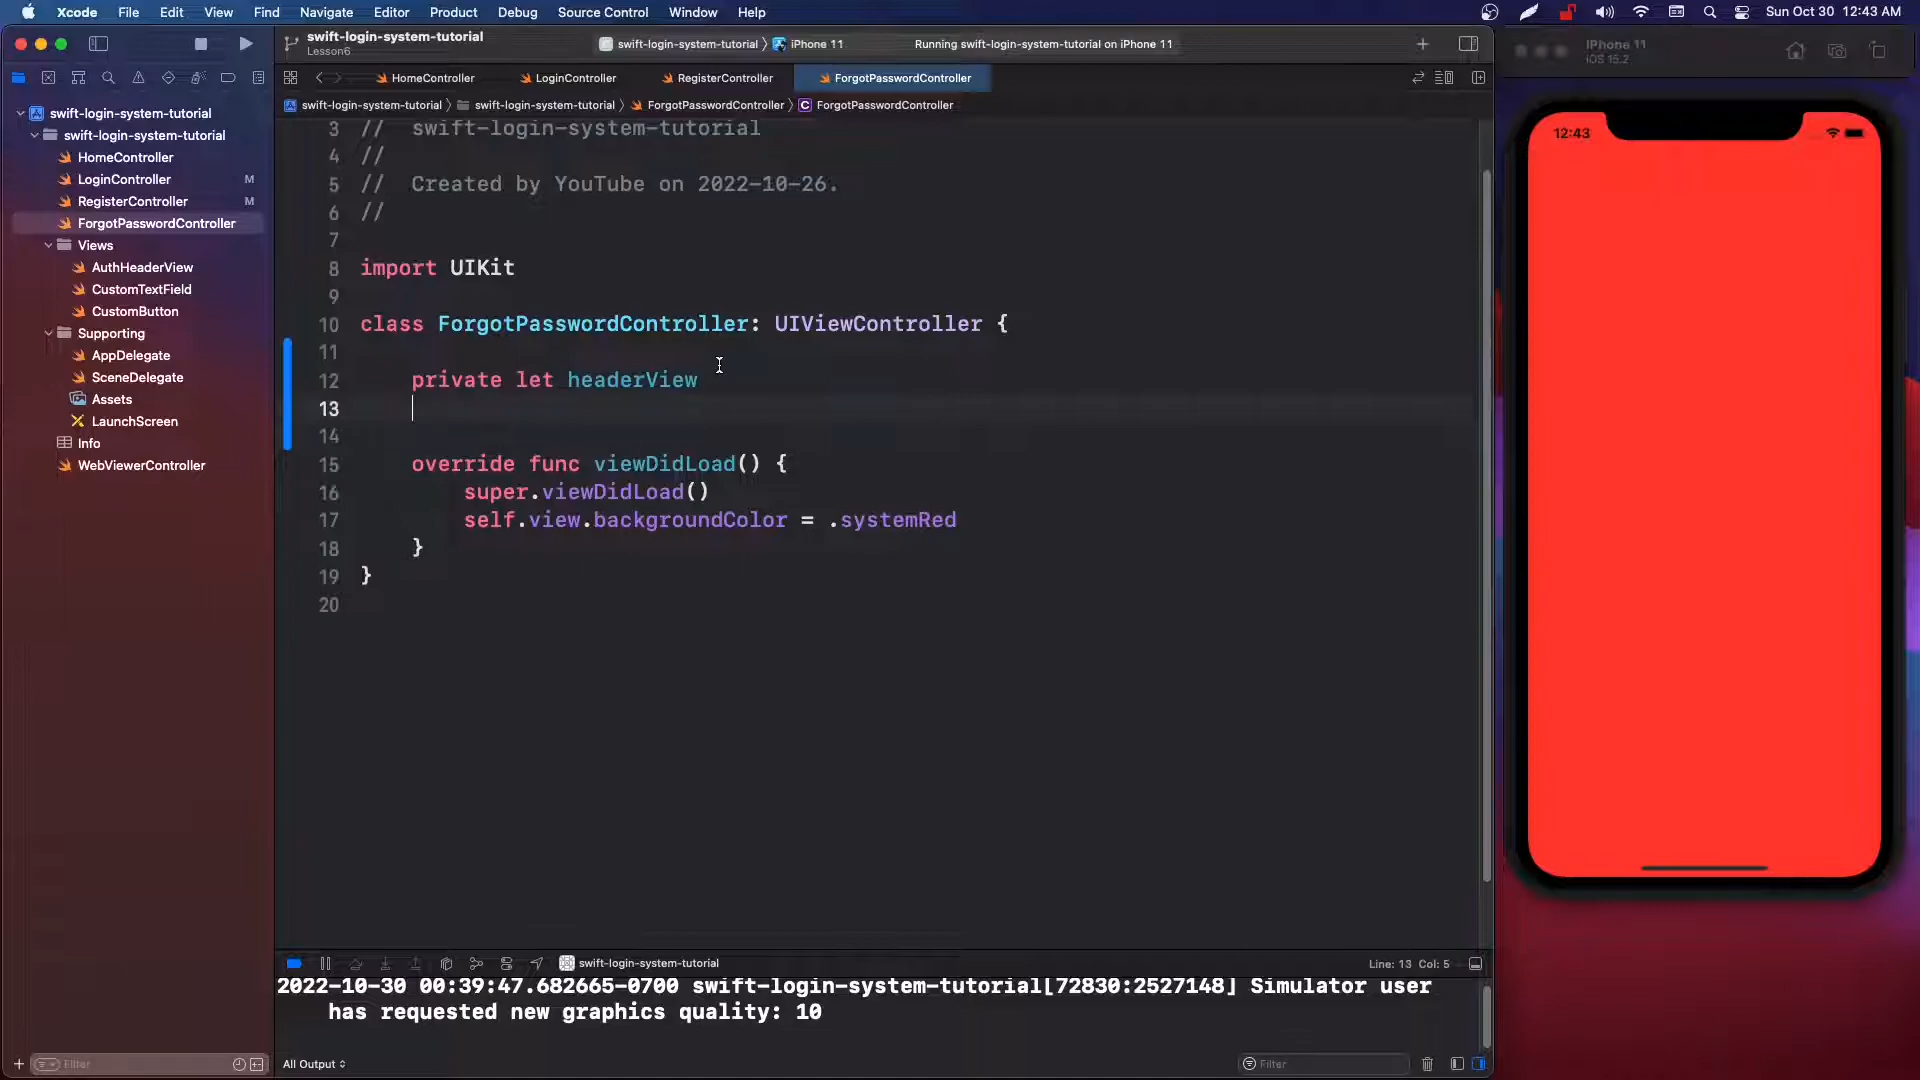 Xcode File Edit View Find Navigate Editor Product Debug Source Control Window Help Sun Oct 30 12:43 AM
swift-login-system-tutorial
Lesson6
swift-login-system-tutorial 〉 iPhone 11
Running swift-login-system-tutorial on iPhone 11
iPhone 11
iOS 15.2
HomeController LoginController RegisterController ForgotPasswordController
swift-login-system-tutorial 〉 swift-login-system-tutorial 〉 ForgotPasswordController 〉 C ForgotPasswordController
swift-login-system-tutorial
swift-login-system-tutorial
HomeController
LoginController M
RegisterController M
ForgotPasswordController
Views
AuthHeaderView
CustomTextField
CustomButton
Supporting
AppDelegate
SceneDelegate
Assets
LaunchScreen
Info
WebViewerController
Filter
3 // swift-login-system-tutorial
4 //
5 // Created by YouTube on 2022-10-26.
6 //
7
8 import UIKit
9
10 class ForgotPasswordController: UIViewController {
11
12 private let headerView
13
14
15 override func viewDidLoad() {
16 super.viewDidLoad()
17 self.view.backgroundColor = .systemRed
18 }
19 }
20
swift-login-system-tutorial
Line: 13 Col: 5
2022-10-30 00:39:47.682665-0700 swift-login-system-tutorial[72830:2527148] Simulator user
has requested new graphics quality: 10
All Output
Filter
12:43